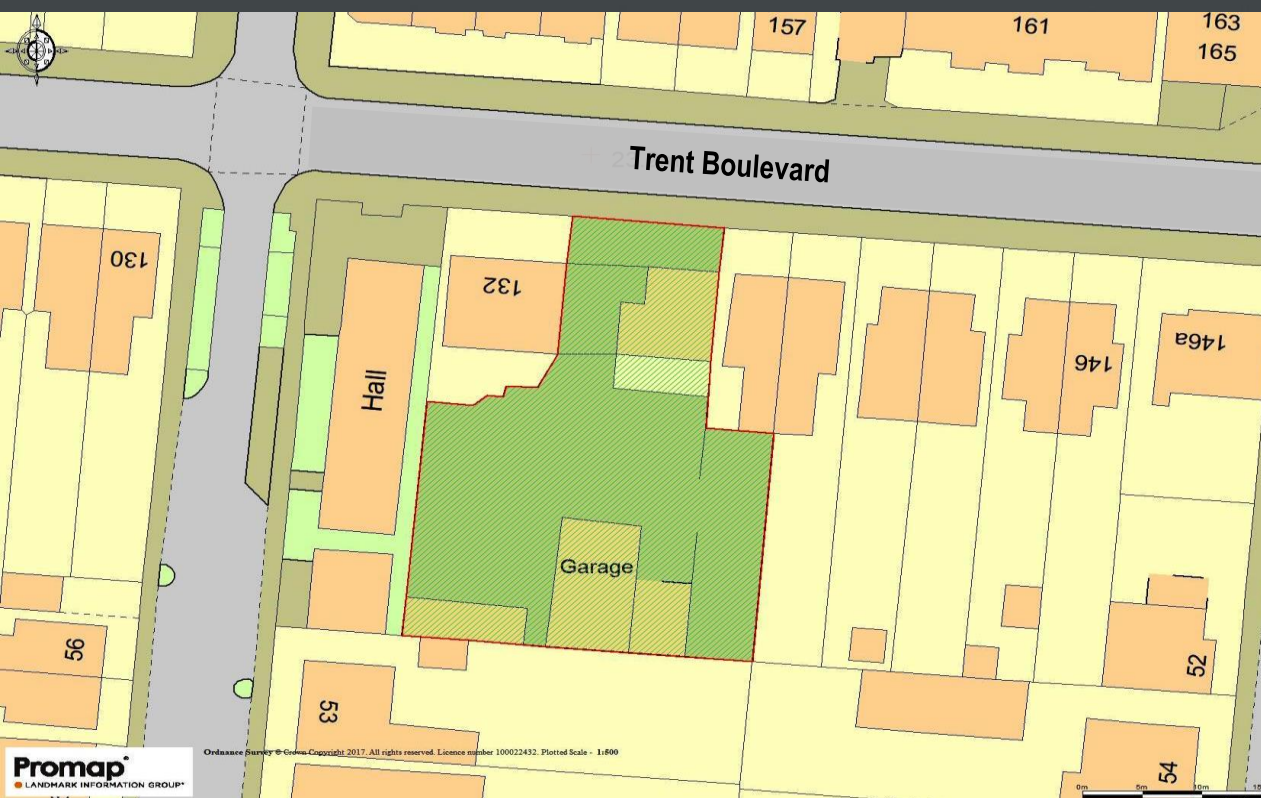 157
161
163
165
Trent Boulevard
130
132
Hall
146
146a
Garage
56
53
52
54
Ordnance Survey © Crown Copyright 2017. All rights reserved. Licence number 100022432. Plotted Scale - 1:500
Promap
LANDMARK INFORMATION GROUP
0m 5m 10m